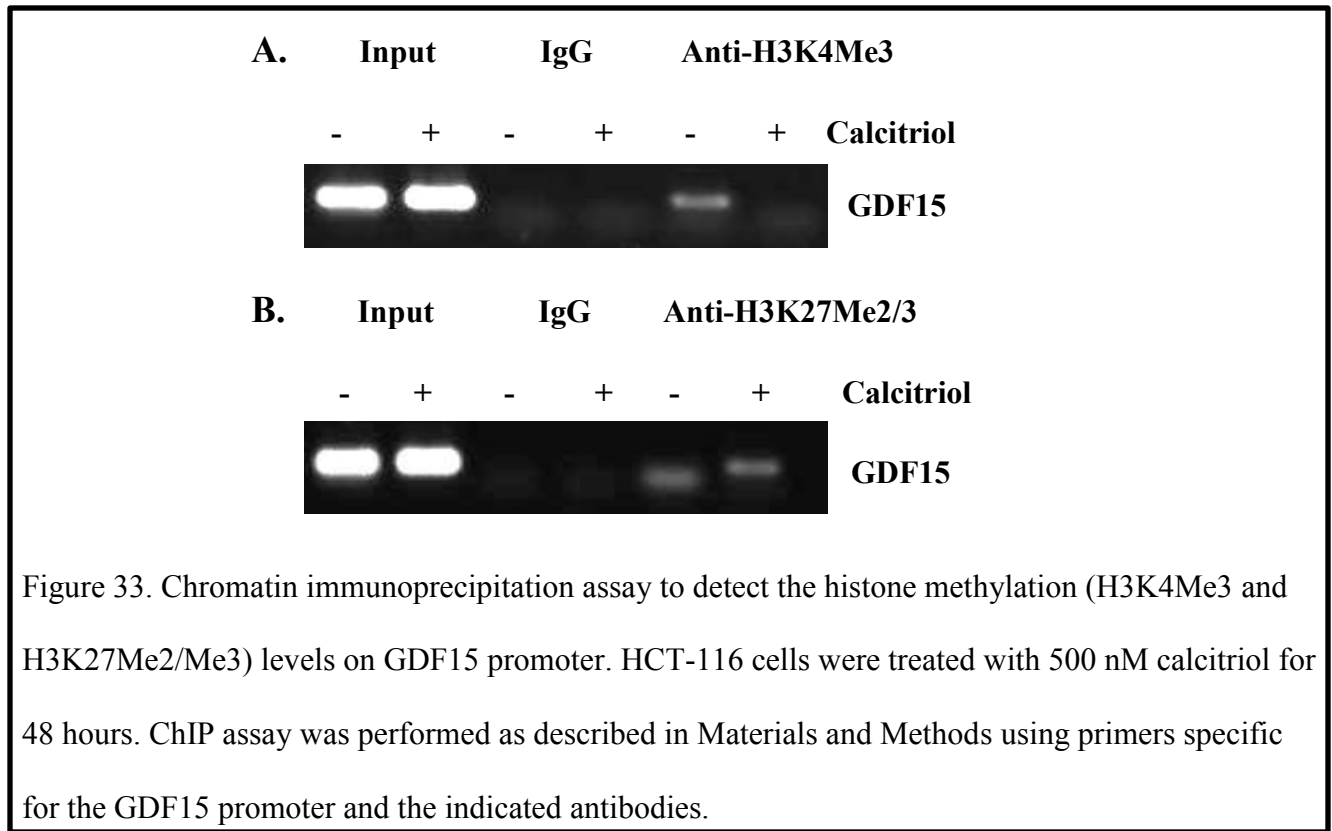 A. Input IgG Anti-H3K4Me3
- + - + - + Calcitriol
GDF15
B. Input IgG Anti-H3K27Me2/3
- + - + - + Calcitriol
GDF15
Figure 33. Chromatin immunoprecipitation assay to detect the histone methylation (H3K4Me3 and
H3K27Me2/Me3) levels on GDF15 promoter. HCT-116 cells were treated with 500 nM calcitriol for
48 hours. ChIP assay was performed as described in Materials and Methods using primers specific
for the GDF15 promoter and the indicated antibodies.